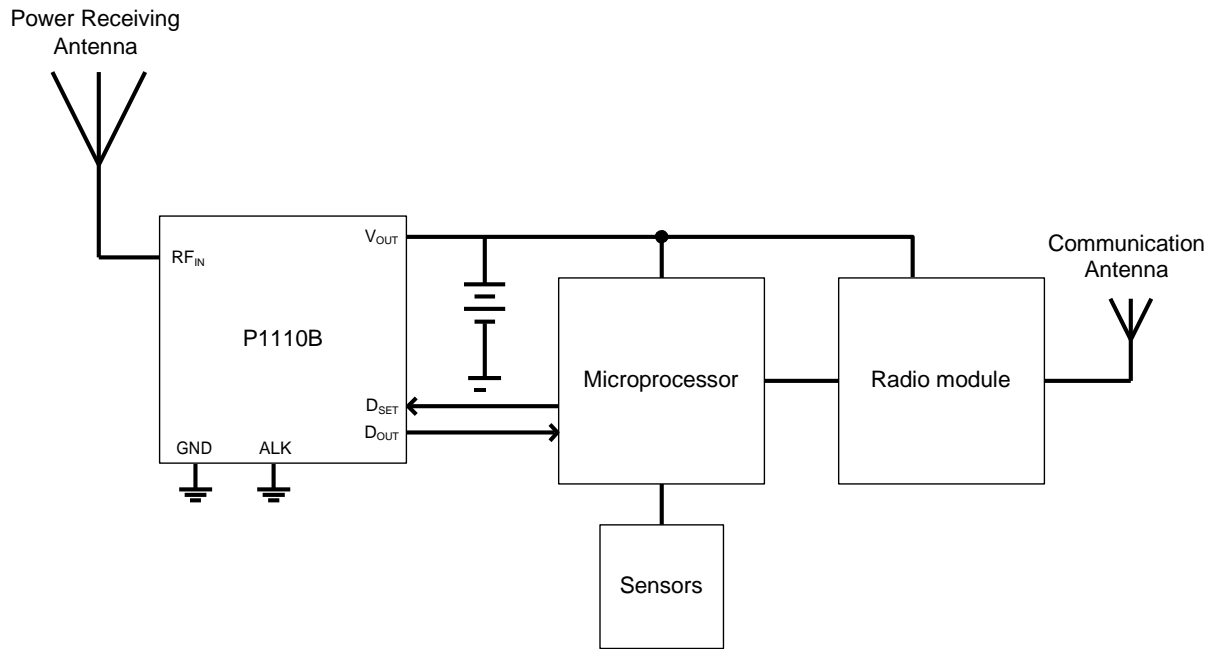 Power Receiving
Antenna
V_OUT
RF_IN
Communication
Antenna
P1110B
Microprocessor
Radio module
D_SET
D_OUT
GND
ALK
Sensors